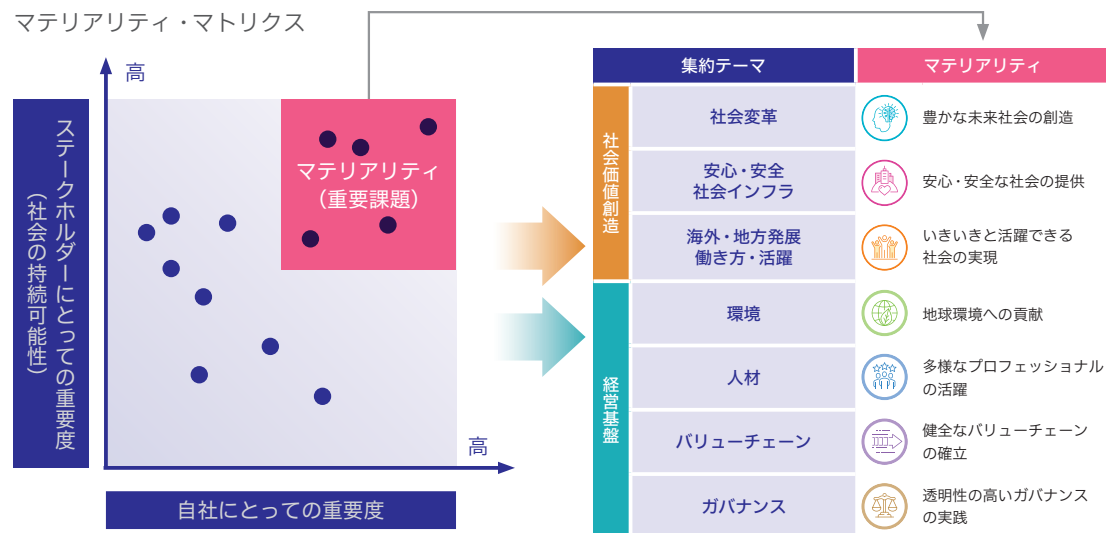 マテリアリティ・マトリクス
高
ステークホルダーにとっての重要度
（社会の持続可能性）
マテリアリティ
（重要課題）
高
自社にとっての重要度
集約テーマ
マテリアリティ
社会価値創造
社会変革
豊かな未来社会の創造
安心・安全
社会インフラ
安心・安全な社会の提供
海外・地方発展
働き方・活躍
いきいきと活躍できる
社会の実現
経営基盤
環境
地球環境への貢献
人材
多様なプロフェッショナル
の活躍
バリューチェーン
健全なバリューチェーン
の確立
ガバナンス
透明性の高いガバナンス
の実践